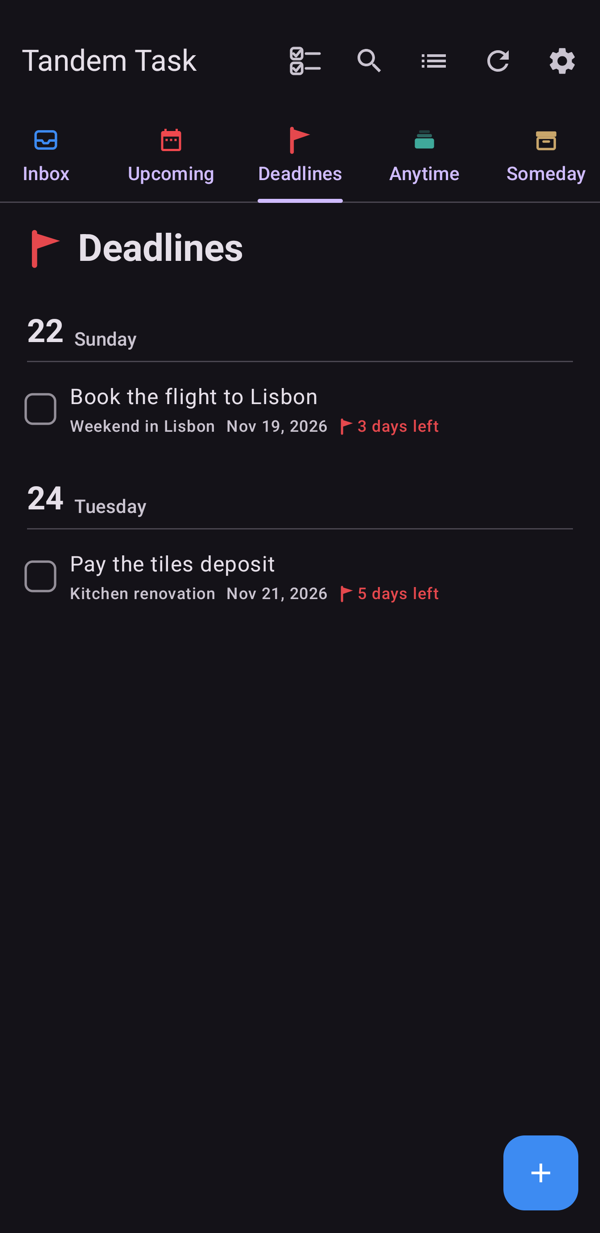 Tandem Task
Inbox
Upcoming
Deadlines
Anytime
Someday
Deadlines
22 Sunday
Book the flight to Lisbon
Weekend in Lisbon Nov 19, 2026 3 days left
24 Tuesday
Pay the tiles deposit
Kitchen renovation Nov 21, 2026 5 days left